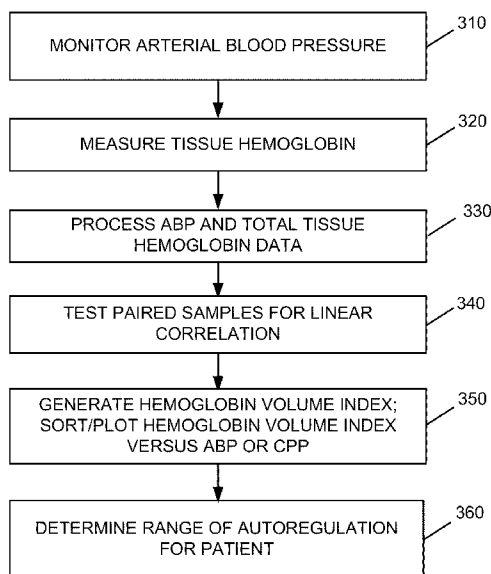 MONITOR ARTERIAL BLOOD PRESSURE
310
MEASURE TISSUE HEMOGLOBIN
320
PROCESS ABP AND TOTAL TISSUE
HEMOGLOBIN DATA
330
TEST PAIRED SAMPLES FOR LINEAR
CORRELATION
340
GENERATE HEMOGLOBIN VOLUME INDEX;
SORT/PLOT HEMOGLOBIN VOLUME INDEX
VERSUS ABP OR CPP
350
DETERMINE RANGE OF AUTOREGULATION
FOR PATIENT
360